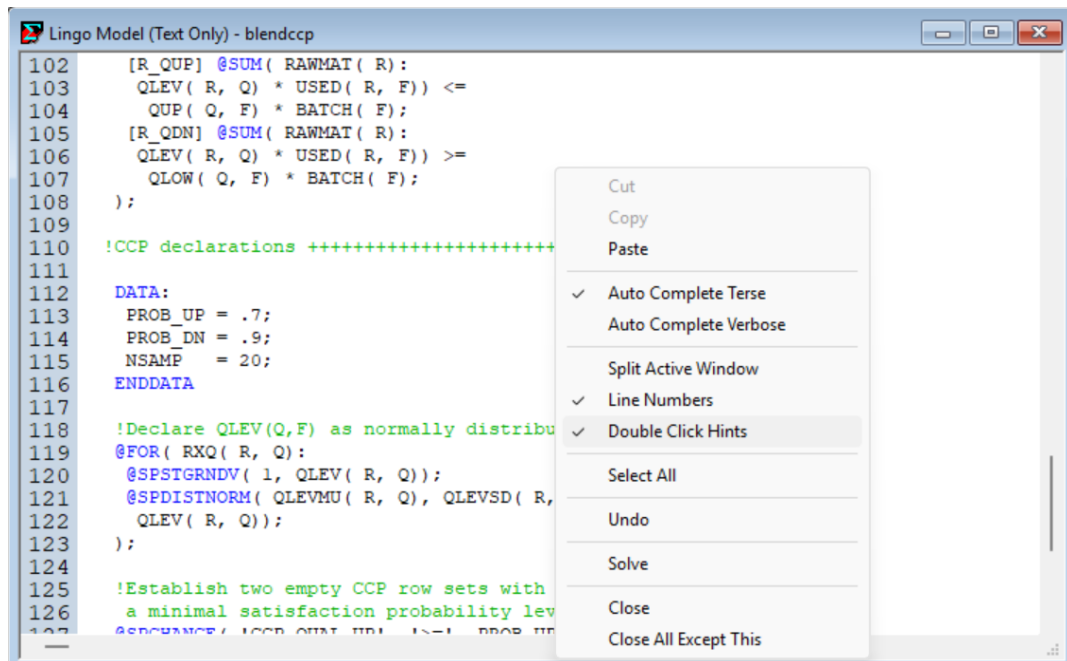 Lingo Model (Text Only) - blendccp
102 [R_QUP] @SUM( RAWMAT( R):
103 QLEV( R, Q) * USED( R, F)) <=
104 QUP( Q, F) * BATCH( F);
105 [R_QDN] @SUM( RAWMAT( R):
106 QLEV( R, Q) * USED( R, F)) >=
107 QLOW( Q, F) * BATCH( F);
108 );
109
110 !CCP declarations ++++++++++++++++++++++
111
112 DATA:
113 PROB_UP = .7;
114 PROB_DN = .9;
115 NSAMP = 20;
116 ENDDATA
117
118 !Declare QLEV(Q,F) as normally distribu
119 @FOR( RXQ( R, Q):
120 @SPSTGRNDV( 1, QLEV( R, Q));
121 @SPDISTNORM( QLEVMU( R, Q), QLEVSD( R,
122 QLEV( R, Q));
123 );
124
125 !Establish two empty CCP row sets with
126 a minimal satisfaction probability lev
127 @SPCHANCE( !CCP_QUAL_UP! !>=! PROB_UP
Cut
Copy
Paste
Auto Complete Terse
Auto Complete Verbose
Split Active Window
Line Numbers
Double Click Hints
Select All
Undo
Solve
Close
Close All Except This